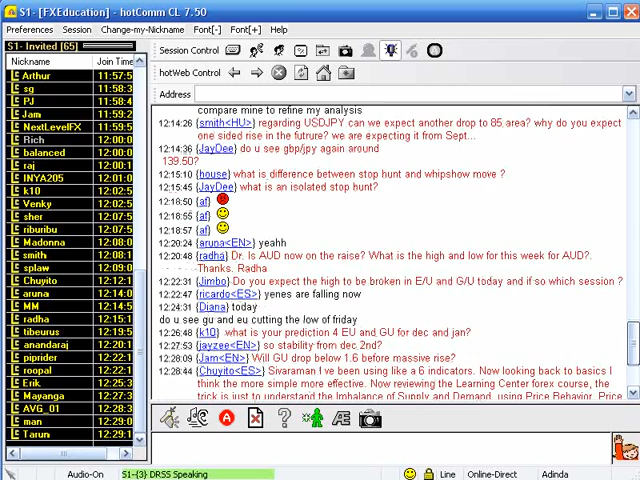 S1- [FXEducation] - hotComm CL 7.50
Preferences Session Change-my-Nickname Font[-] Font[+] Help
S1- Invited [65]
Session Control
Nickname Join Time
hotWeb Control
Address
Arthur 11:57:5
sg 11:58:3
PJ 11:58:4
Jam 11:59:2
NextLevelFX 11:59:5
Rich 12:00:0
balanced 12:00:0
raj 12:01:0
INYA205 12:01:0
k10 12:02:5
Venky 12:02:5
sher 12:07:0
riburibu 12:07:0
Madonna 12:08:0
smith 12:08:0
splaw 12:09:0
Chuyito 12:12:0
aruna 12:14:0
MM 12:18:0
radha 12:15:1
tibeurus 12:20:2
anandaraj 12:20:1
piprider 12:22:1
roopal 12:22:1
Erik 12:25:3
Mayanga 12:27:3
AVG_01 12:28:3
man 12:29:0
Tarun 12:29:1
compare mine to refine my analysis
12:14:26 {smith<HU>} regarding USDJPY can we expect another drop to 85 area? why do you expect
one sided rise in the futrure? we are expecting it from Sept...
12:14:36 {JayDee} do u see gbp/jpy again around
139.50?
12:15:10 {house} what is difference between stop hunt and whipshow move ?
12:15:45 {JayDee} what is an isolated stop hunt?
12:18:50 {af}
12:18:55 {af}
12:18:57 {af}
12:20:24 {aruna<EN>} yeahh
12:20:48 {radha} Dr. Is AUD now on the raise? What is the high and low for this week for AUD?.
Thanks. Radha
12:22:31 {Jimbo} Do you expect the high to be broken in E/U and G/U today and if so which session ?
12:22:47 {ricardo<ES>} yenes are falling now
12:24:31 {Diana} today
do u see gu and eu cutting the low of friday
12:26:48 {k10} what is your prediction 4 EU and GU for dec and jan?
12:27:53 {jayzee<EN>} so stability from dec 2nd?
12:28:09 {Jam<EN>} Will GU drop below 1.6 before massive rise?
12:28:44 {Chuyito<ES>} Sivaraman I've been using like a 6 indicators. Now looking back to basics I
think the more simple more effective. Now reviewing the Learning Center forex course, the
trick is just to understand the Imbalance of Supply and Demand, using Price Behavior, Price
Audio-On S1-{3} DRSS Speaking Line Online-Direct Adinda